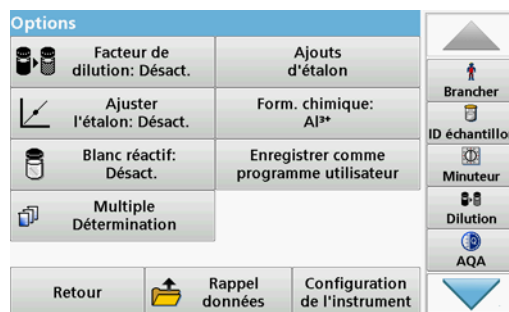 Options
Facteur de
dilution: Désact.
Ajouts
d'étalon
Ajuster
l'étalon: Désact.
Form. chimique:
Al³⁺
Blanc réactif:
Désact.
Enregistrer comme
programme utilisateur
Multiple
Détermination
Retour
Rappel
données
Configuration
de l'instrument
Brancher
ID échantillo
Minuteur
Dilution
AQA